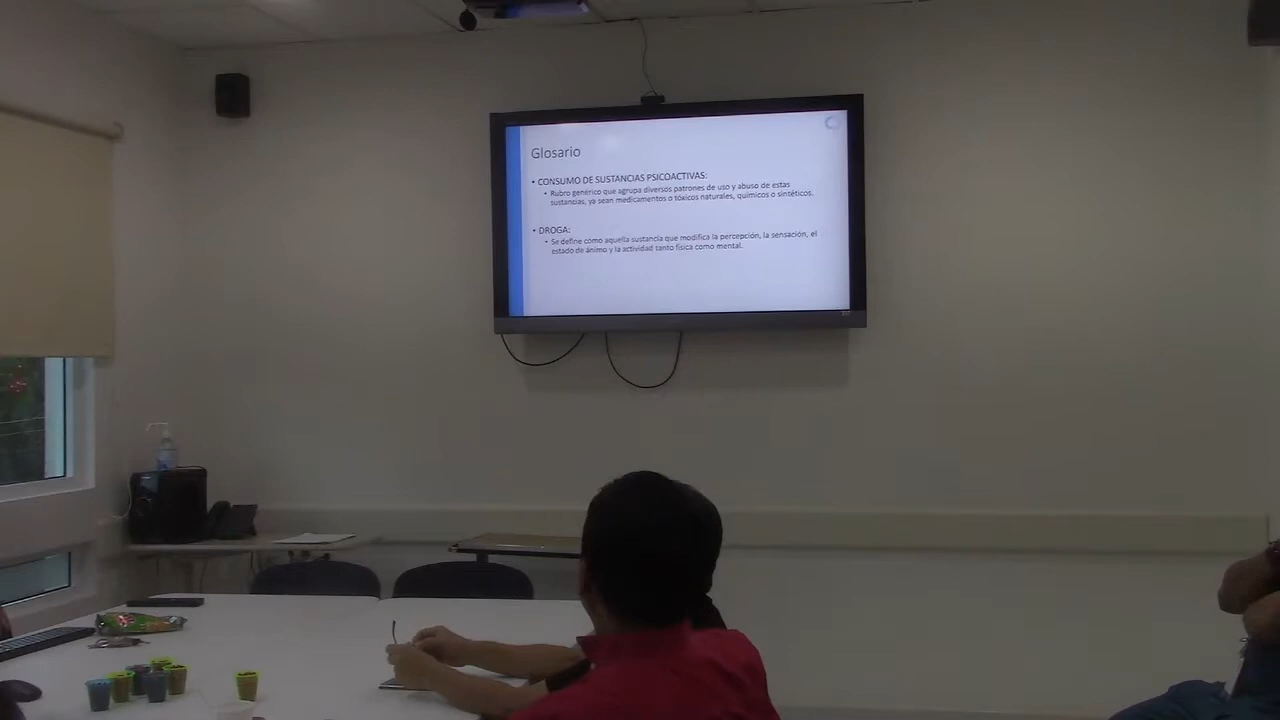 Glosario
• CONSUMO DE SUSTANCIAS PSICOACTIVAS:
• Rubro genérico que agrupa diversos patrones de uso y abuso de estas
sustancias, ya sean medicamentos o tóxicos naturales, químicos o sintéticos.
• DROGA:
• Se define como aquella sustancia que modifica la percepción, la sensación, el
estado de ánimo y la actividad tanto física como mental.